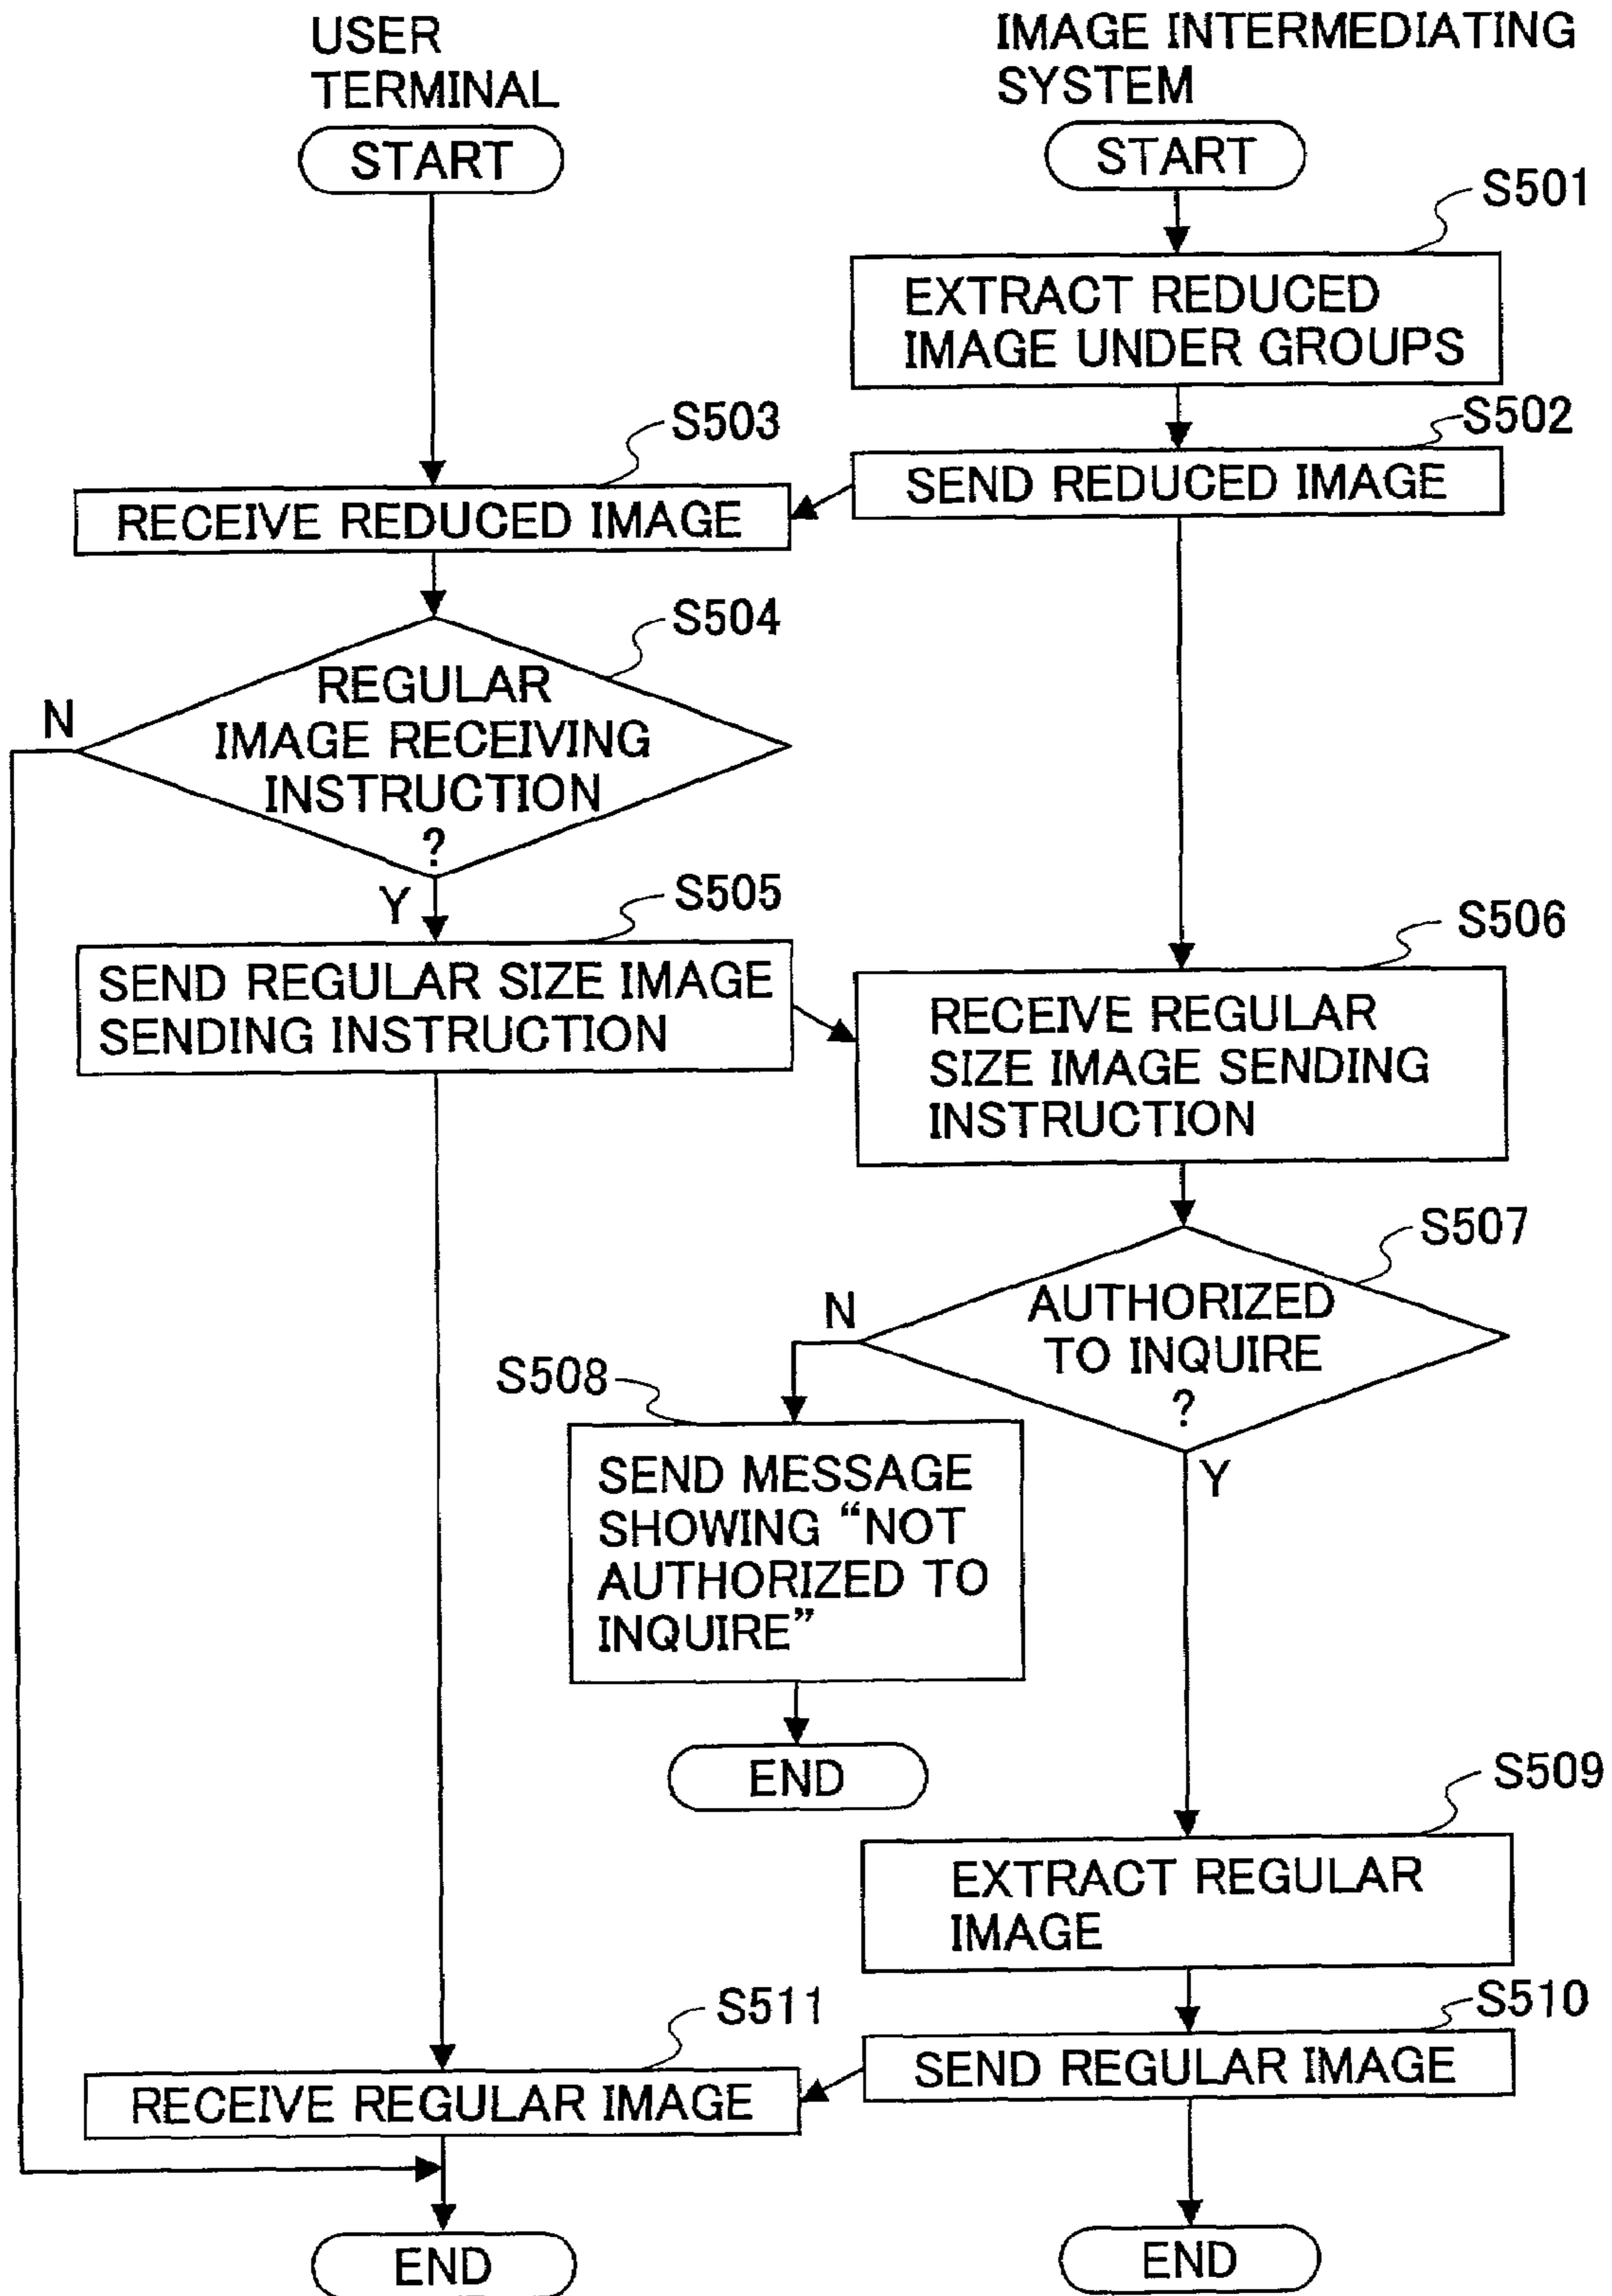 USER
TERMINAL
IMAGE INTERMEDIATING
SYSTEM
START
START
S501
EXTRACT REDUCED
IMAGE UNDER GROUPS
S502
SEND REDUCED IMAGE
S503
RECEIVE REDUCED IMAGE
S504
REGULAR
IMAGE RECEIVING
INSTRUCTION
?
N
Y
S505
SEND REGULAR SIZE IMAGE
SENDING INSTRUCTION
S506
RECEIVE REGULAR
SIZE IMAGE SENDING
INSTRUCTION
S507
AUTHORIZED
TO INQUIRE
?
N
Y
S508
SEND MESSAGE
SHOWING “NOT
AUTHORIZED TO
INQUIRE”
END
S509
EXTRACT REGULAR
IMAGE
S510
SEND REGULAR IMAGE
S511
RECEIVE REGULAR IMAGE
END
END